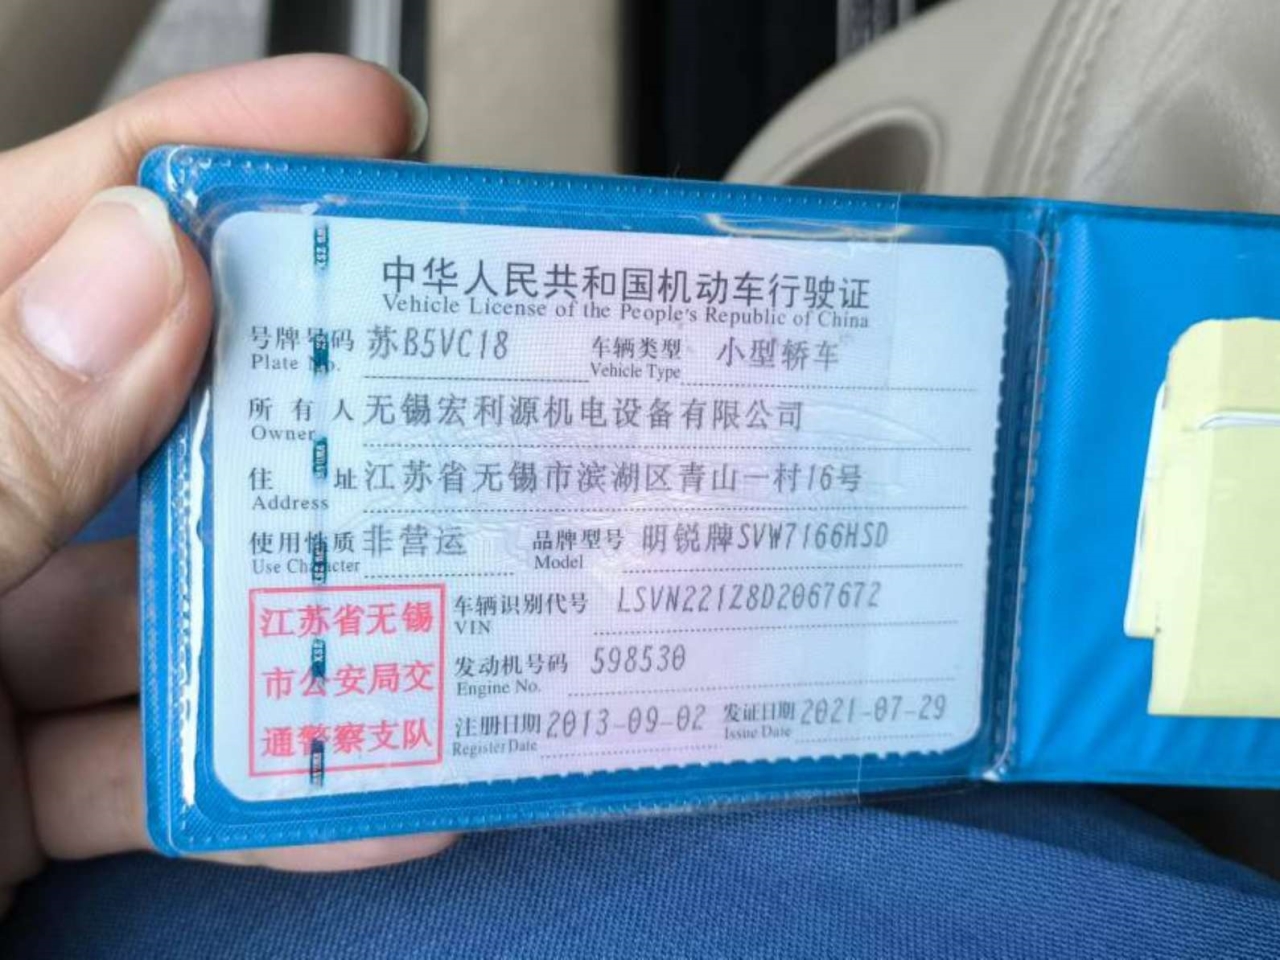 中华人民共和国机动车行驶证
Vehicle License of the People's Republic of China
号牌号码 苏B5VC18 车辆类型 小型轿车
Plate No. Vehicle Type
所有人 无锡宏利源机电设备有限公司
Owner
住址 江苏省无锡市滨湖区青山一村16号
Address
使用性质 非营运 品牌型号 明锐牌SVW7166HSD
Use Character Model
车辆识别代号 LSVN221Z8D2067672
VIN
发动机号码 598530
Engine No.
注册日期 2013-09-02 发证日期 2021-07-29
Register Date Issue Date
江苏省无锡
市公安局交
通警察支队